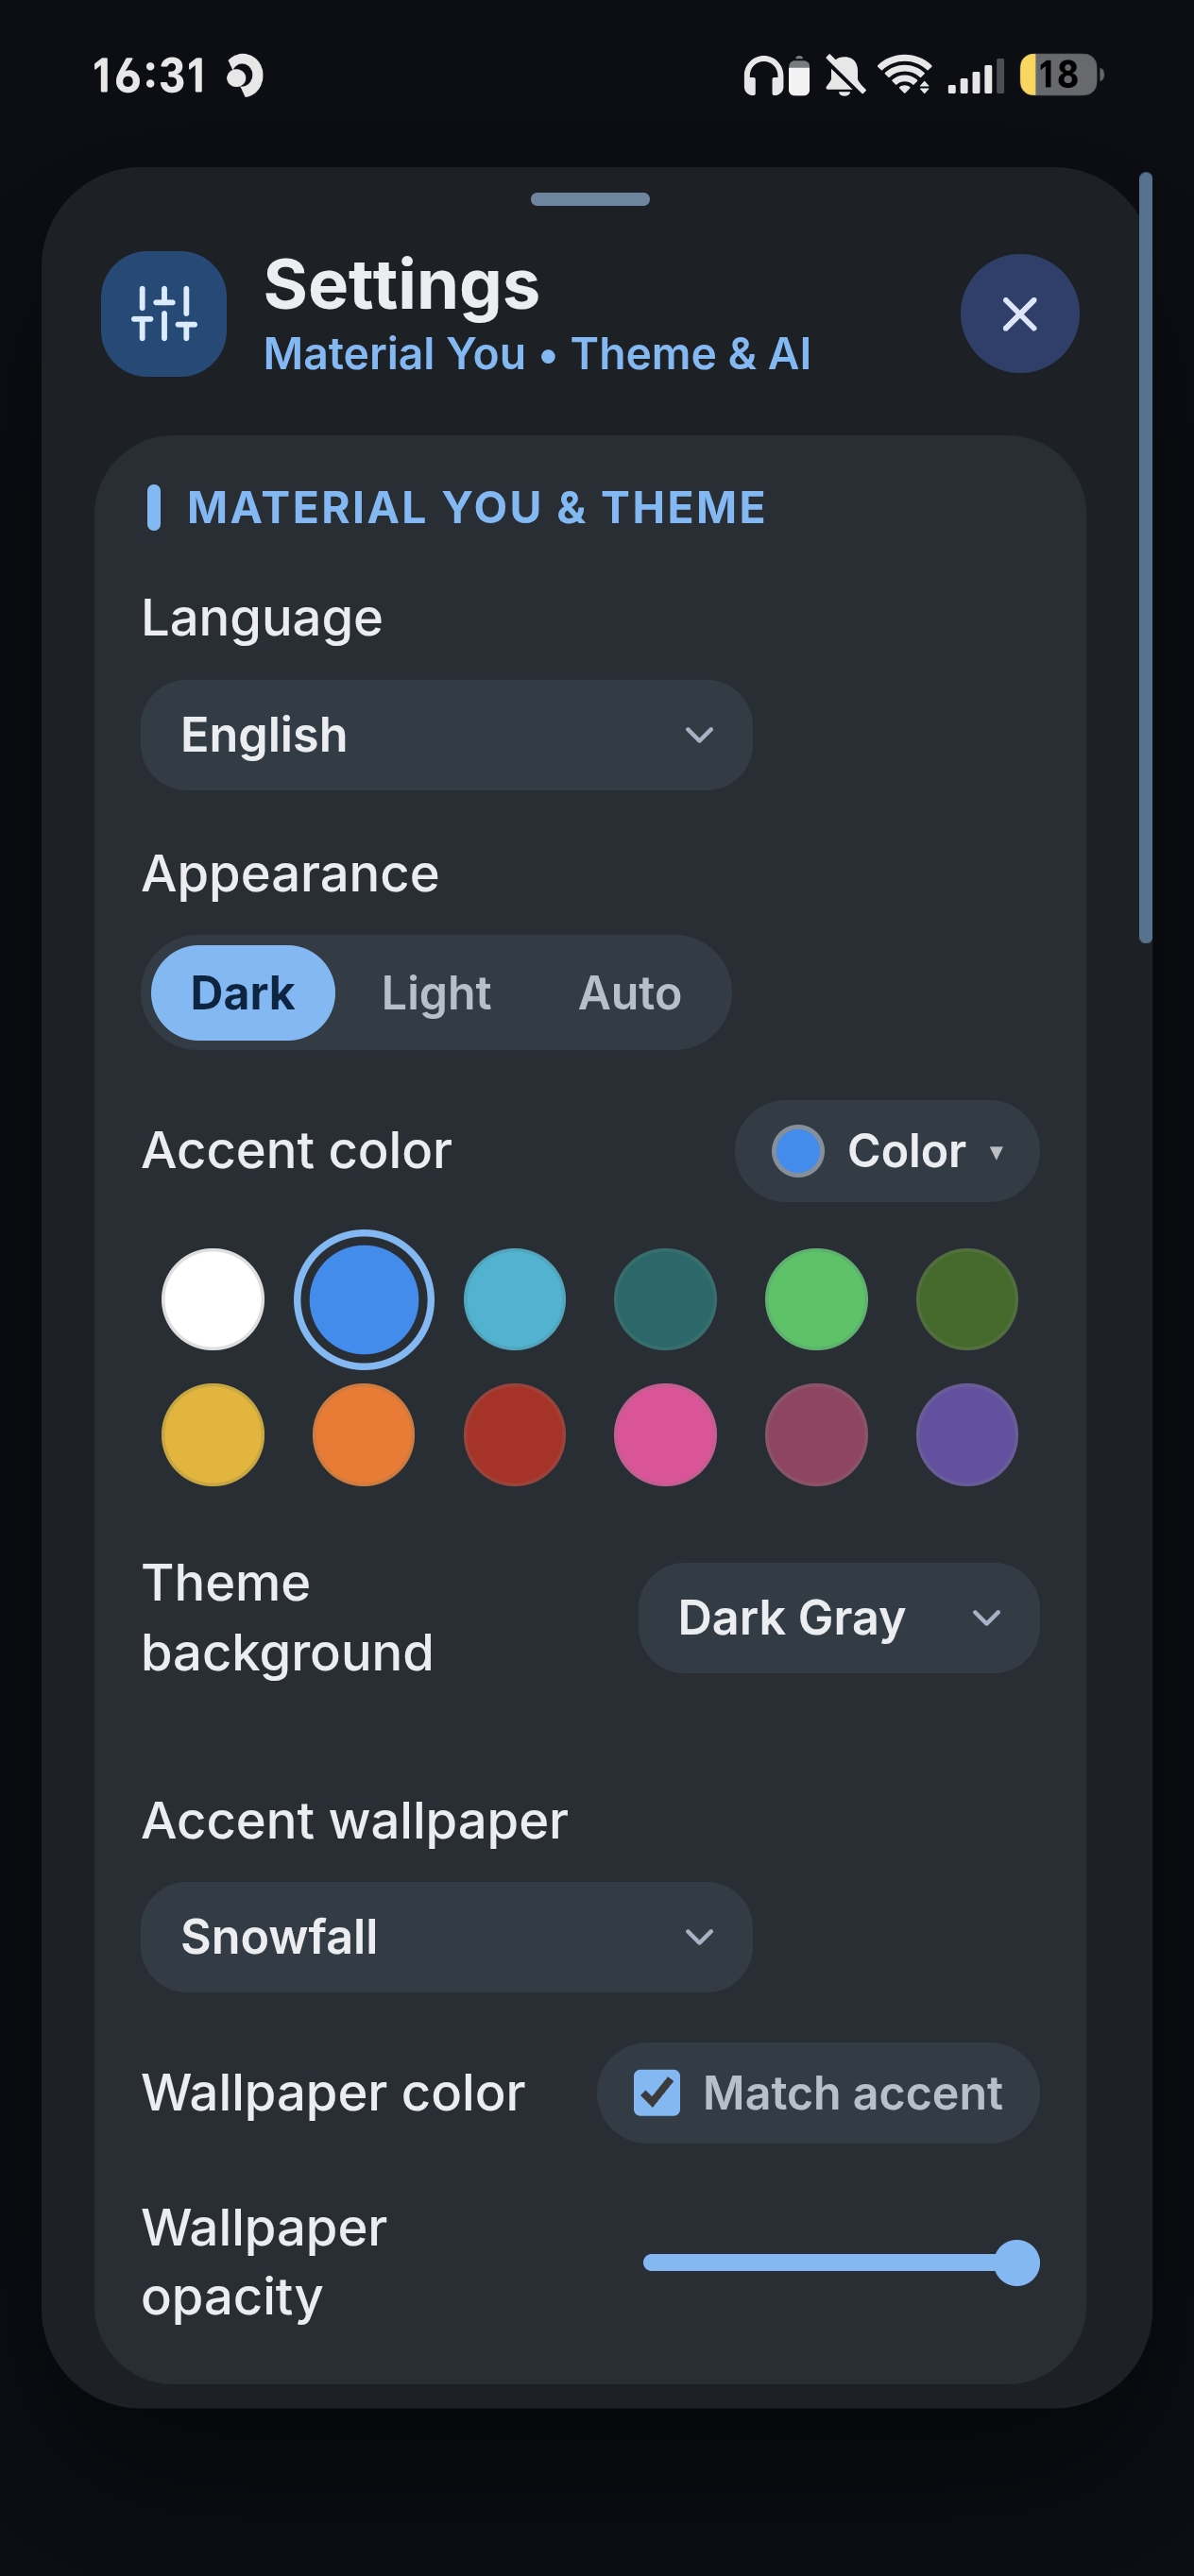 16:31
18
Settings
Material You • Theme & AI
MATERIAL YOU & THEME
Language
English
Appearance
Dark Light Auto
Accent color
Color ▾
Theme
background
Dark Gray
Accent wallpaper
Snowfall
Wallpaper color
Match accent
Wallpaper
opacity